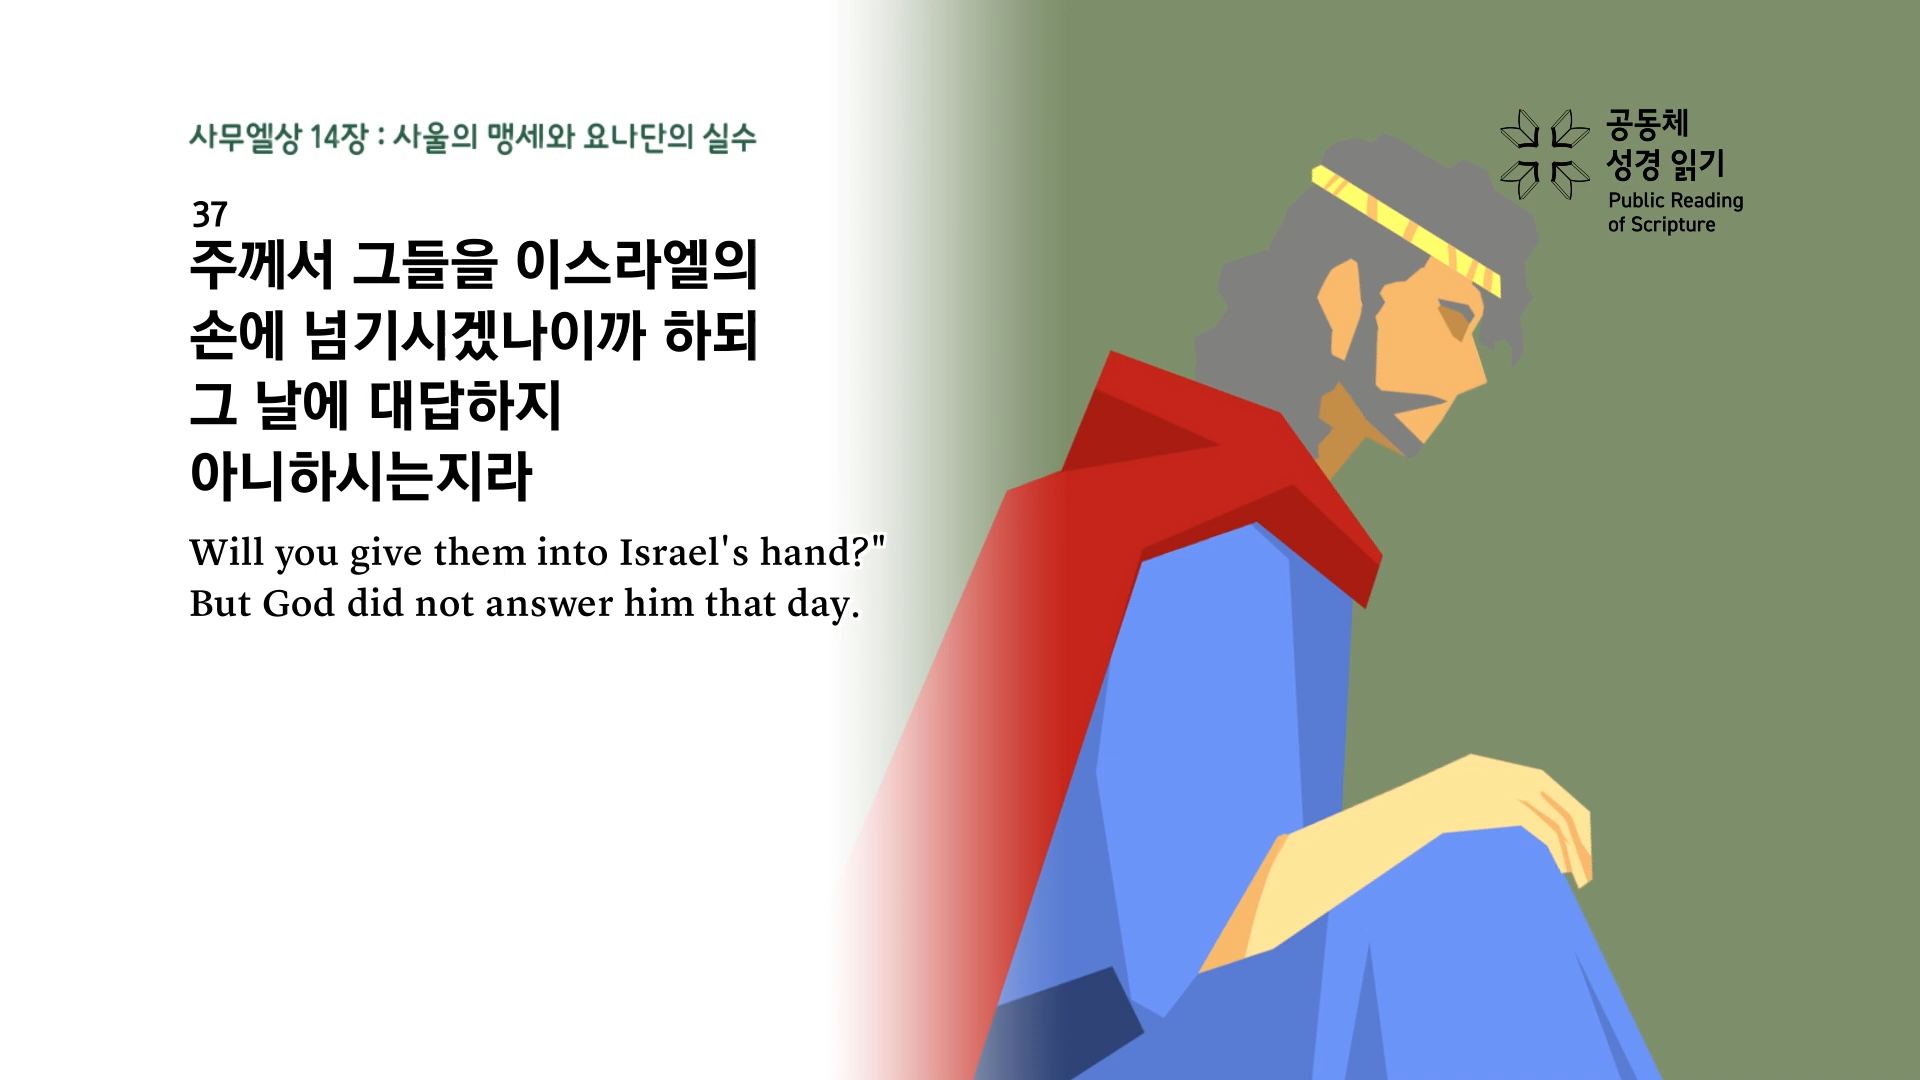 사무엘상 14장 : 사울의 맹세와 요나단의 실수
37
주께서 그들을 이스라엘의
손에 넘기시겠나이까 하되
그 날에 대답하지
아니하시는지라
Will you give them into Israel's hand?"
But God did not answer him that day.
공동체
성경 읽기
Public Reading
of Scripture